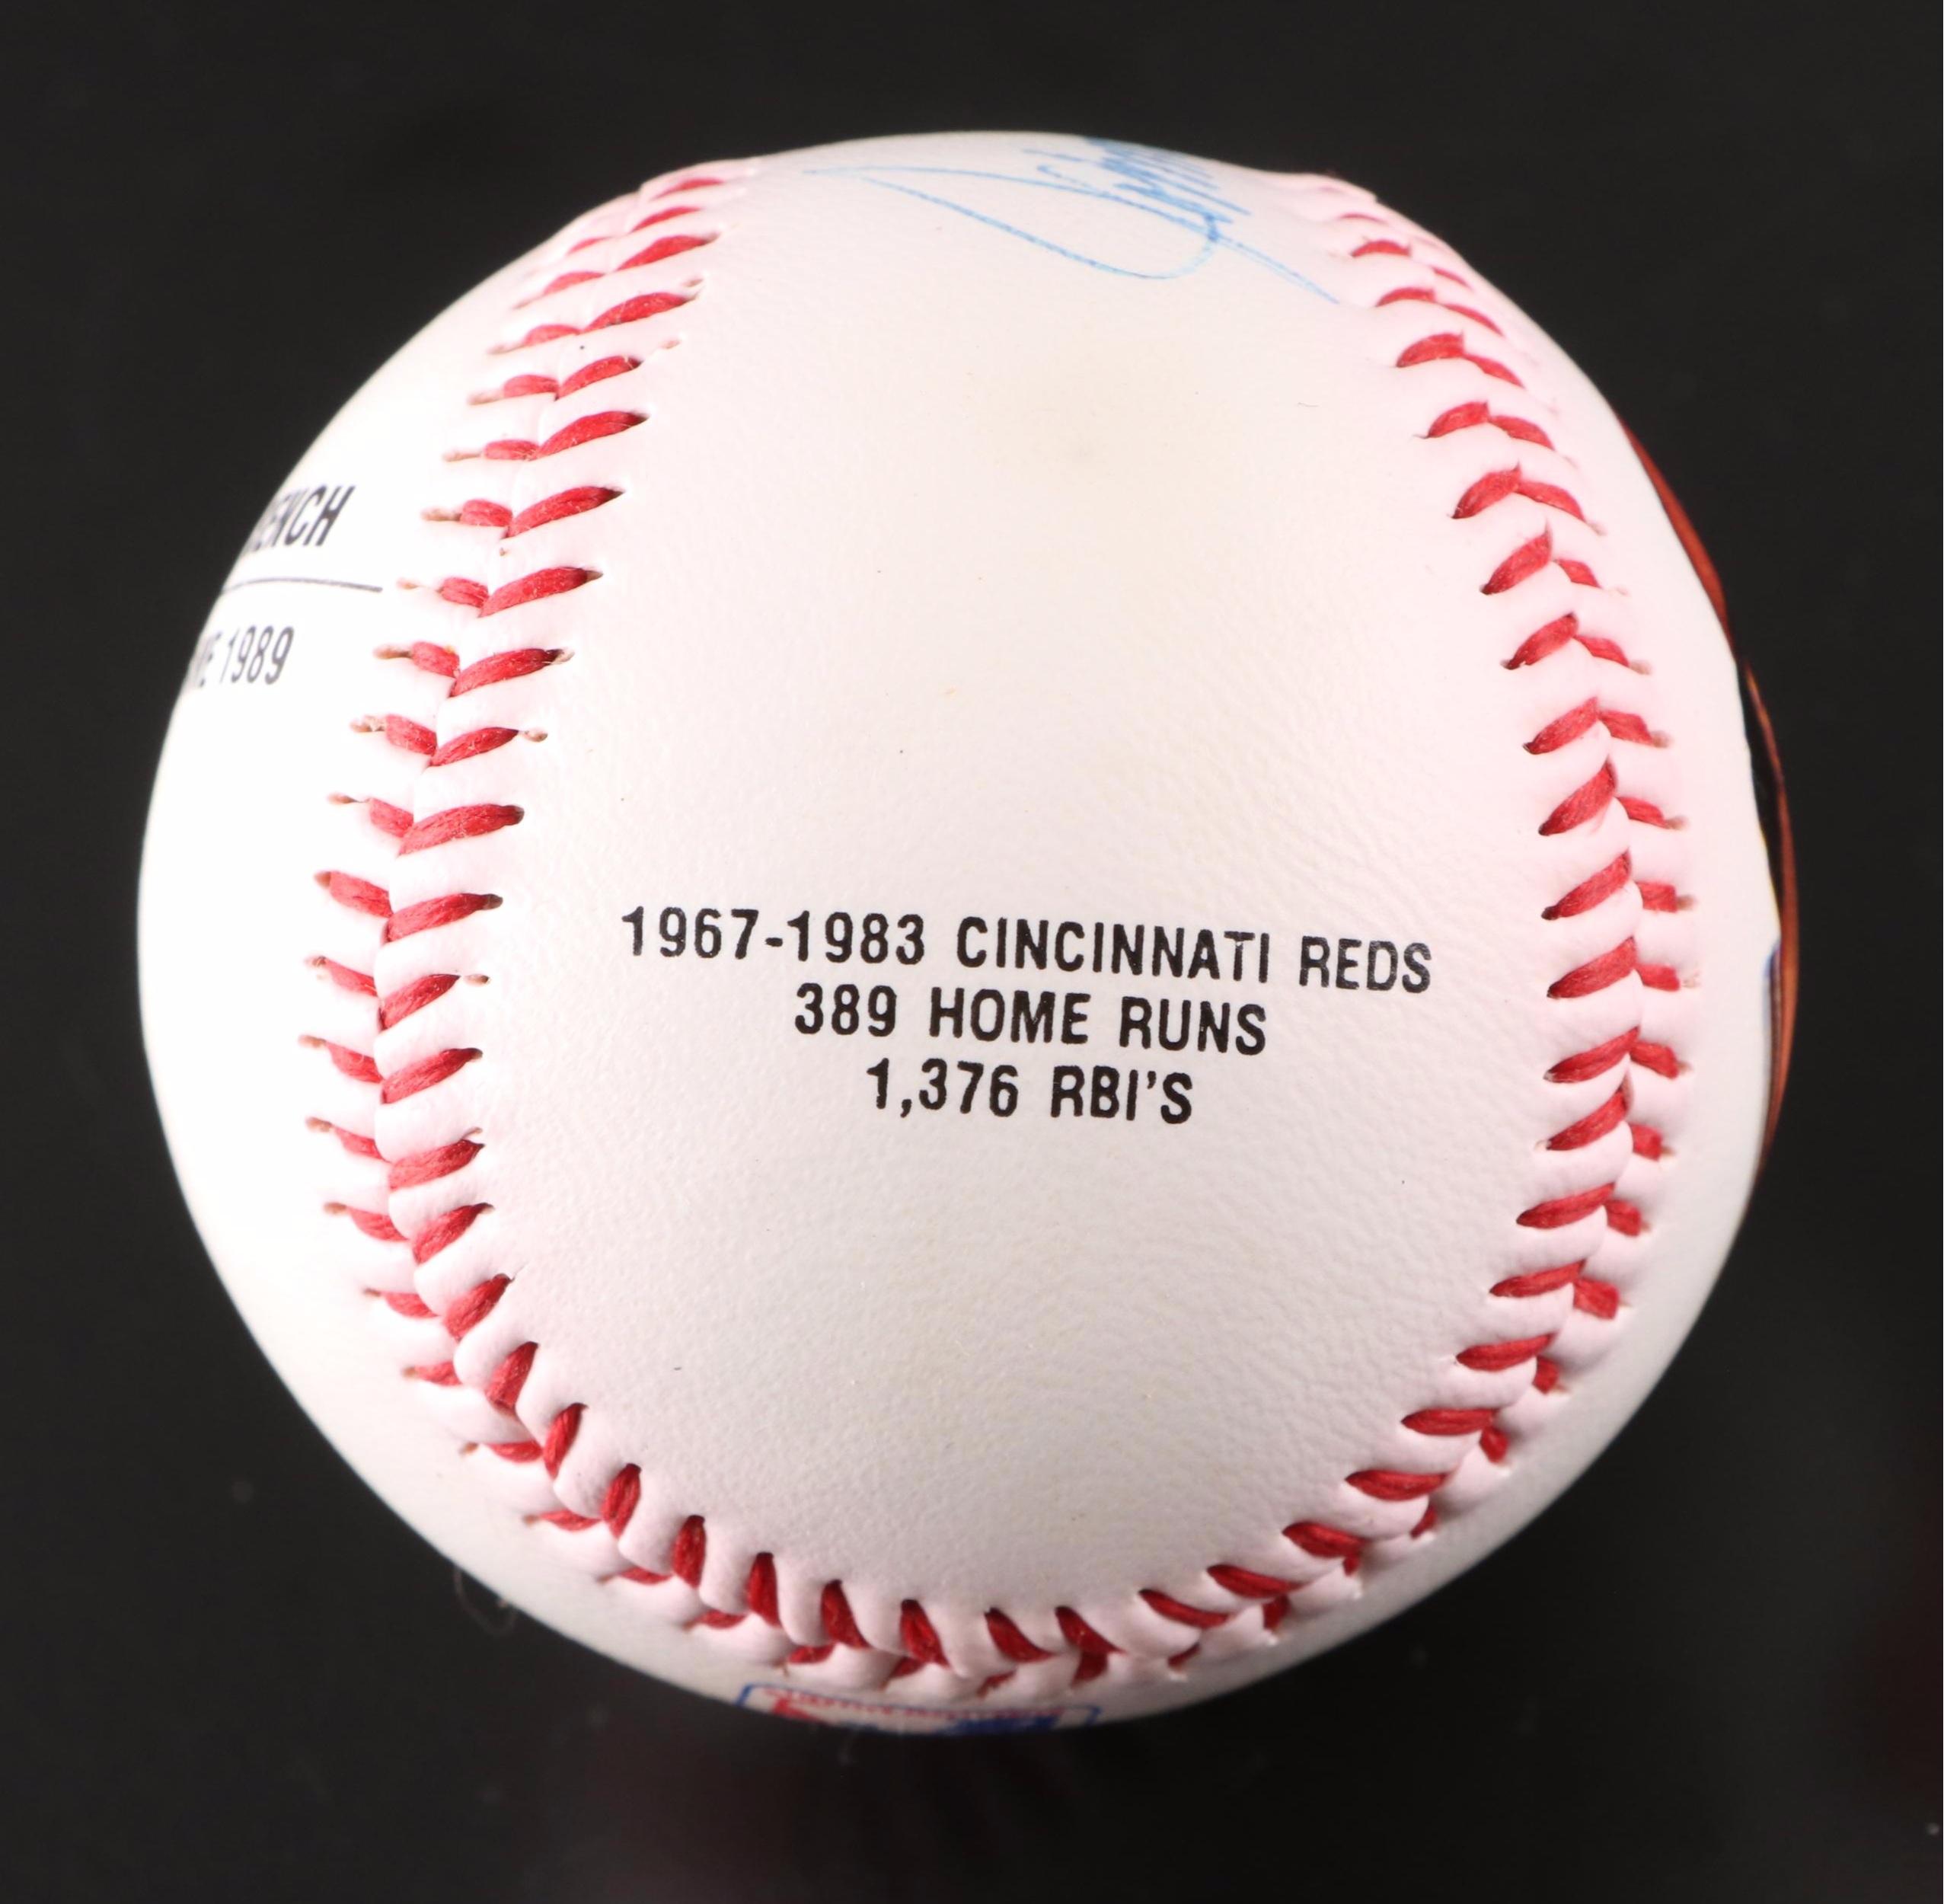 ENCH
1989
1967-1983 CINCINNATI REDS
389 HOME RUNS
1,376 RBI'S